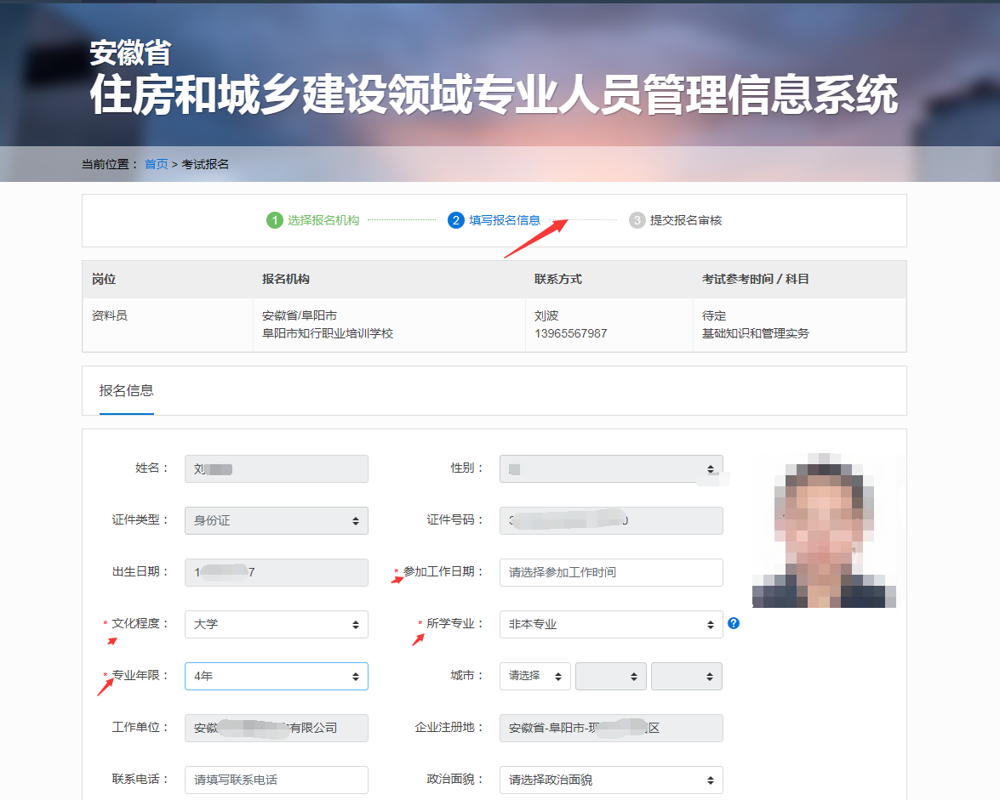 安徽省
住房和城乡建设领域专业人员管理信息系统
当前位置： 首页 > 考试报名
1 选择报名机构 2 填写报名信息 3 提交报名审核
岗位 报名机构 联系方式 考试参考时间 / 科目
资料员 安徽省/阜阳市 刘波 待定
阜阳市知行职业培训学校 13965567987 基础知识和管理实务
报名信息
姓名： 刘 性别：
证件类型： 身份证 证件号码：
出生日期： 1 7 * 参加工作日期： 请选择参加工作时间
* 文化程度： 大学 * 所学专业： 非本专业 ?
* 专业年限： 4年 城市： 请选择
工作单位： 安徽 有限公司 企业注册地： 安徽省-阜阳市- 区
联系电话： 请填写联系电话 政治面貌： 请选择政治面貌